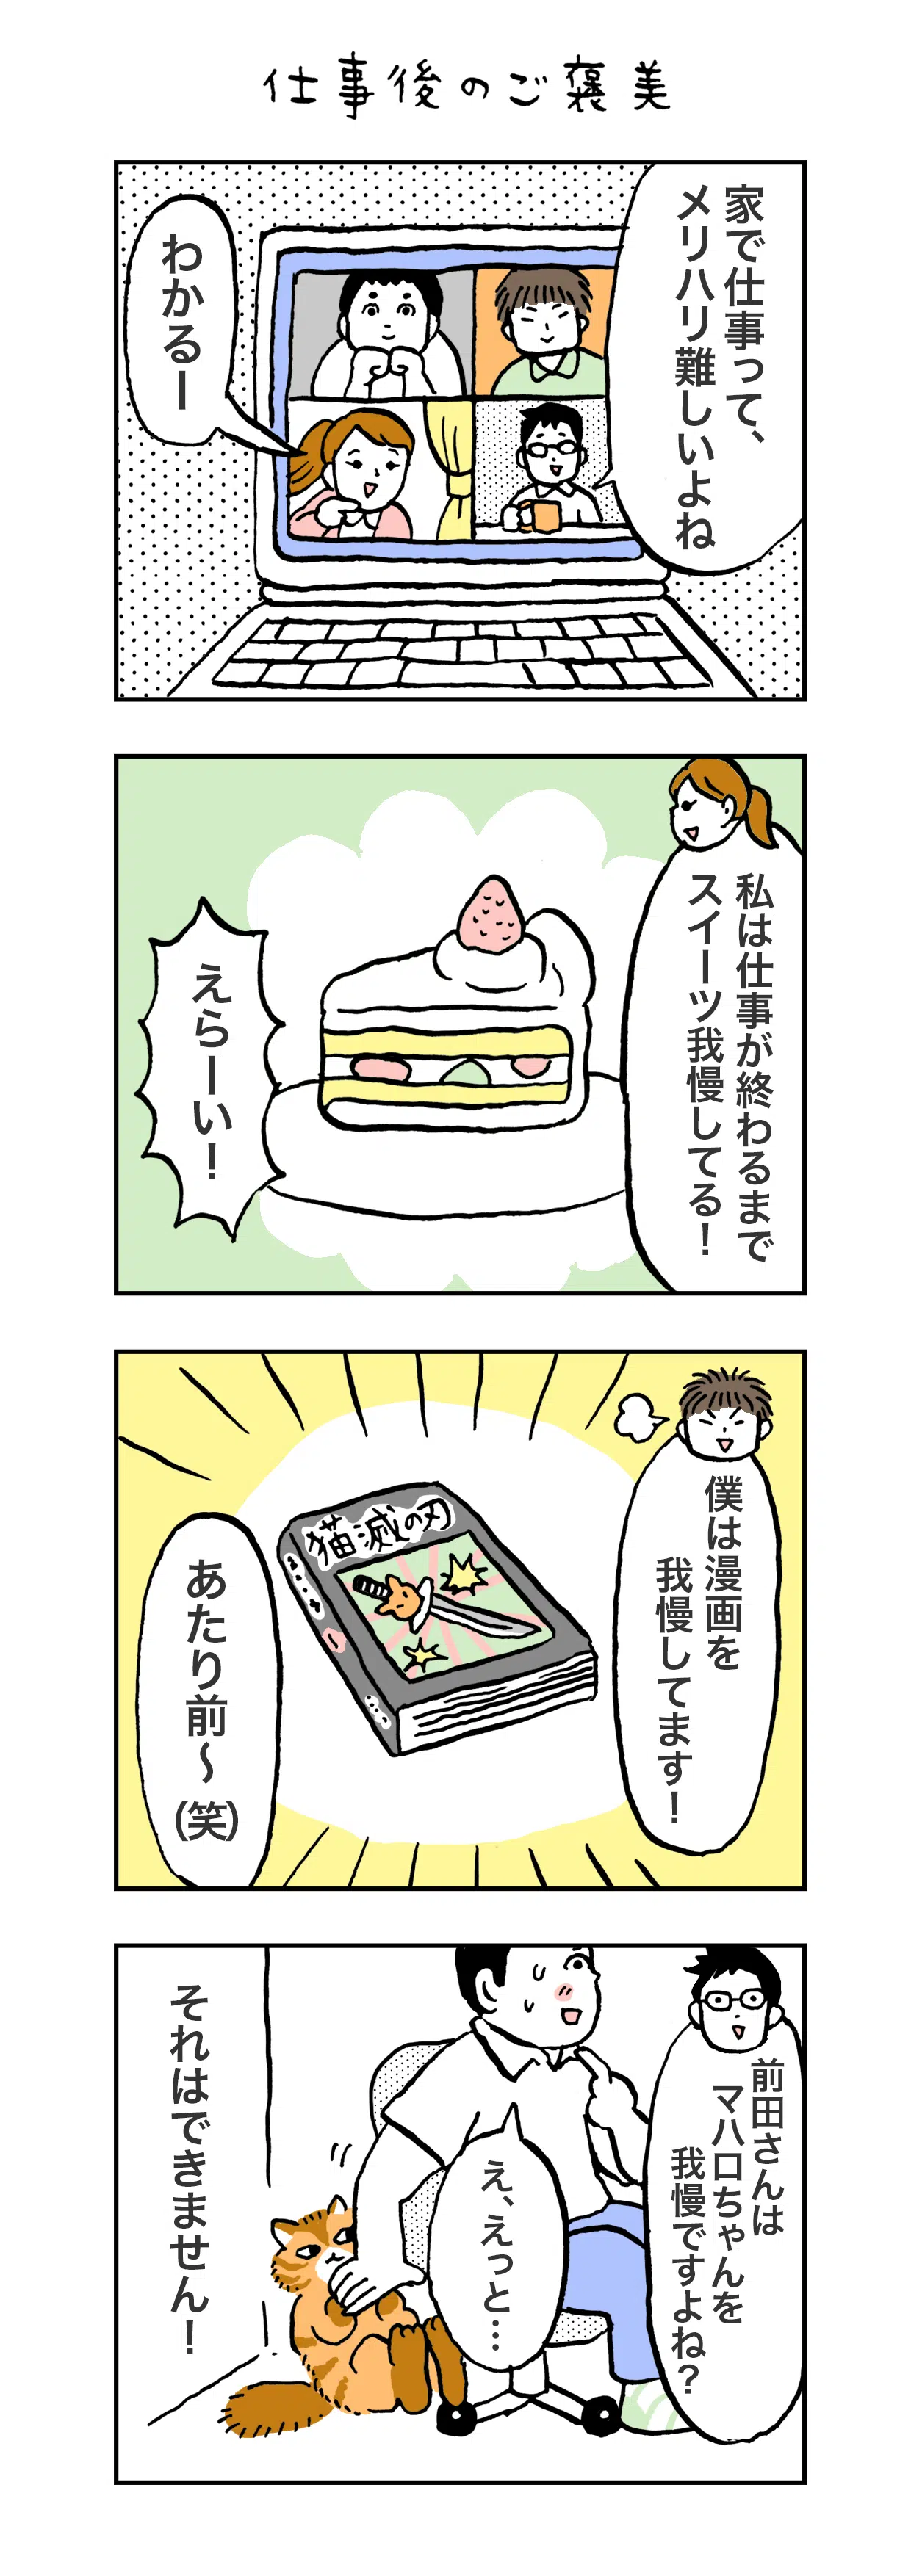 仕事後のご褒美
家で仕事って、
メリハリ難しいよね
わかるー
私は仕事が終わるまで
スイーツ我慢してる！
えらーい！
僕は漫画を
我慢してます！
猫滅の刃
あたり前〜
（笑）
前田さんは
マハロちゃんを
我慢ですよね？
え、えっと…
それはできません！